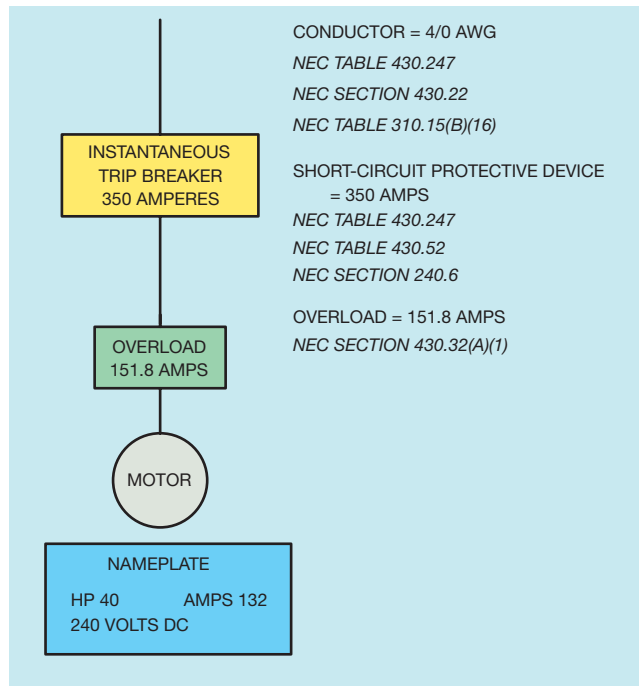 CONDUCTOR = 4/0 AWG
NEC TABLE 430.247
NEC SECTION 430.22
NEC TABLE 310.15(B)(16)
INSTANTANEOUS
TRIP BREAKER
350 AMPERES
SHORT-CIRCUIT PROTECTIVE DEVICE
= 350 AMPS
NEC TABLE 430.247
NEC TABLE 430.52
NEC SECTION 240.6
OVERLOAD = 151.8 AMPS
NEC SECTION 430.32(A)(1)
OVERLOAD
151.8 AMPS
MOTOR
NAMEPLATE
HP 40 AMPS 132
240 VOLTS DC